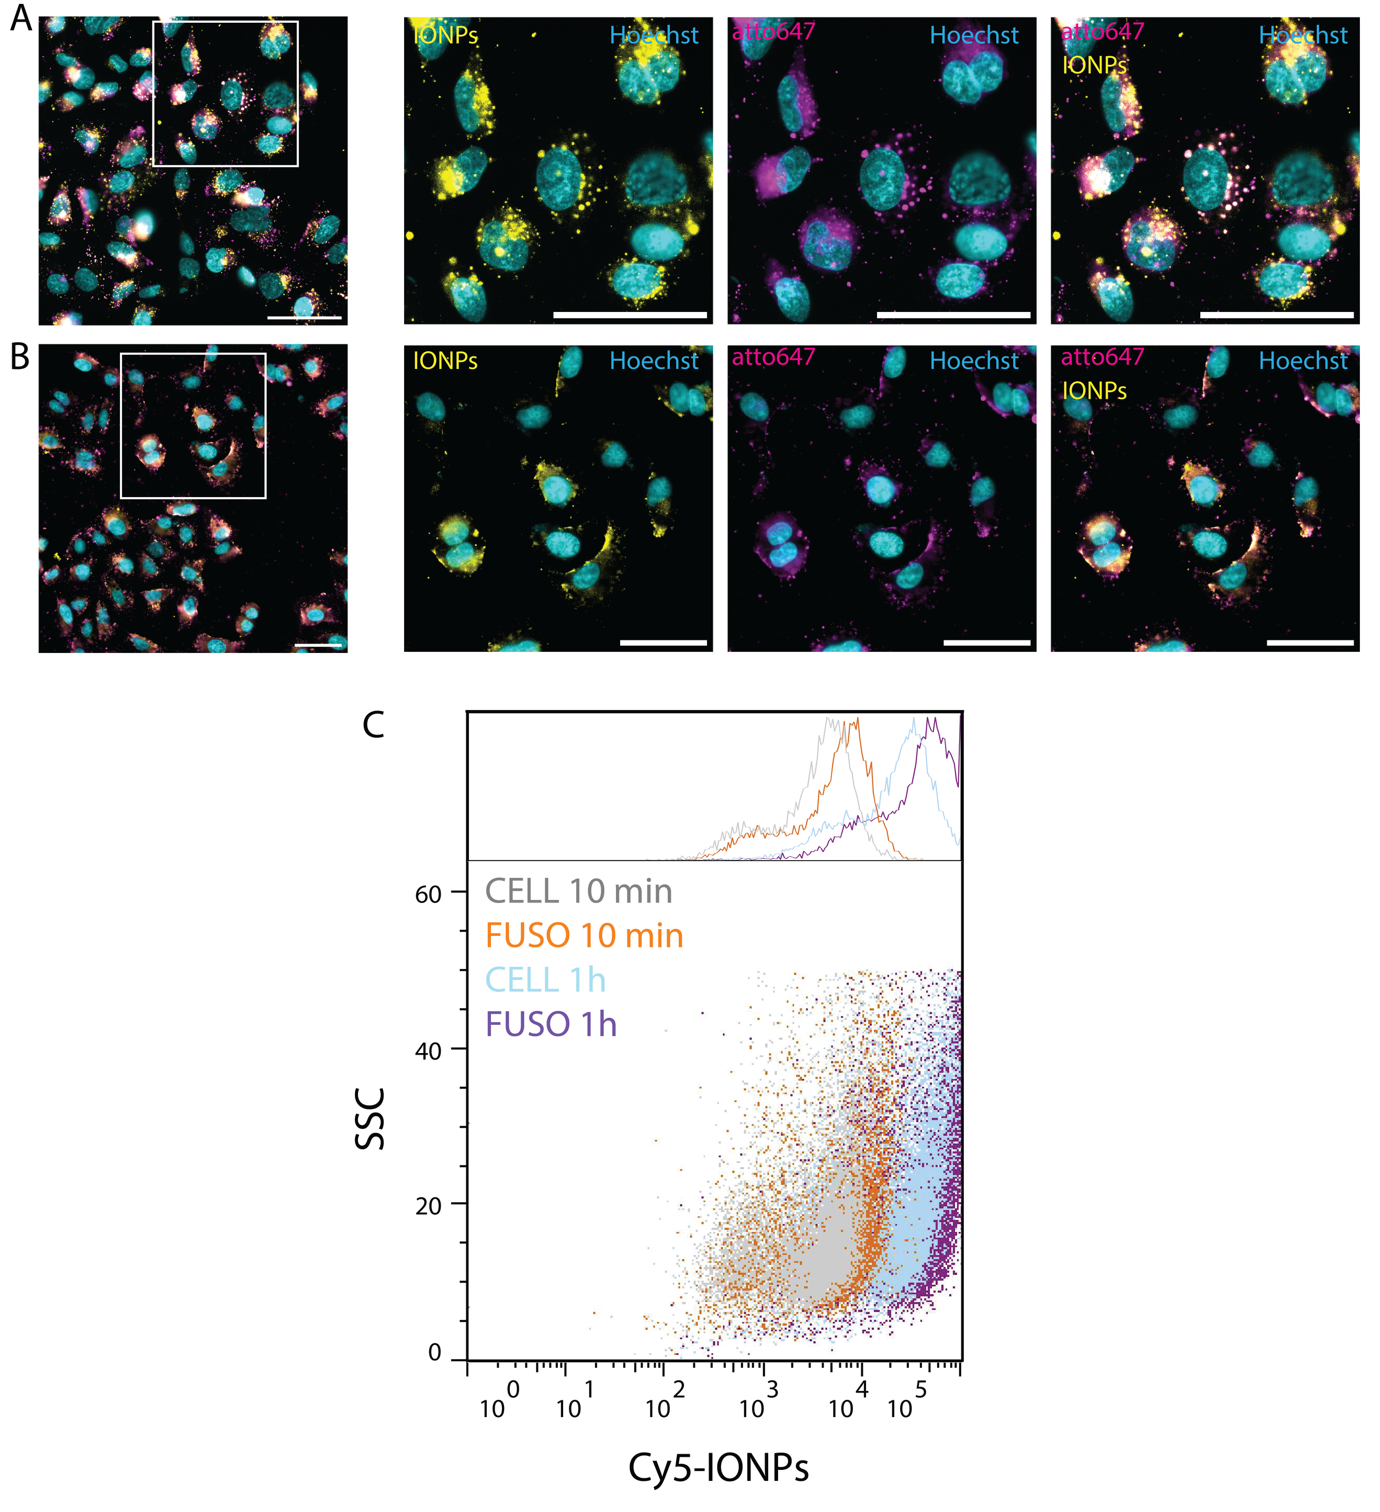 A
IONPs Hoechst
atto647 Hoechst
atto647 Hoechst
IONPs
B
IONPs Hoechst
atto647 Hoechst
atto647 Hoechst
IONPs
C
CELL 10 min
FUSO 10 min
CELL 1h
FUSO 1h
60
40
20
0
SSC
10^0 10^1 10^2 10^3 10^4 10^5
Cy5-IONPs